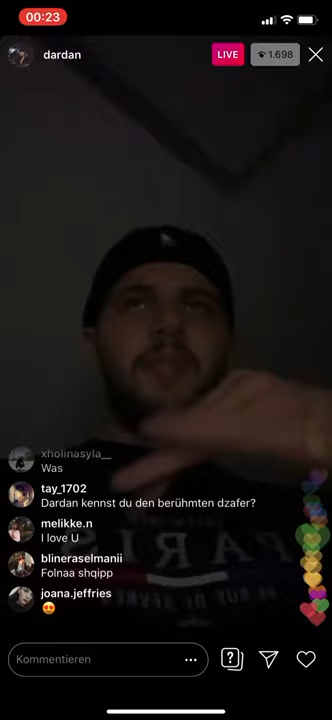 00:23
dardan
LIVE
1.698
xholinasyla__
Was
tay_1702
Dardan kennst du den berühmten dzafer?
melikke.n
I love U
blineraselmanii
Folnaa shqipp
joana.jeffries
😍
PARIS
Kommentieren